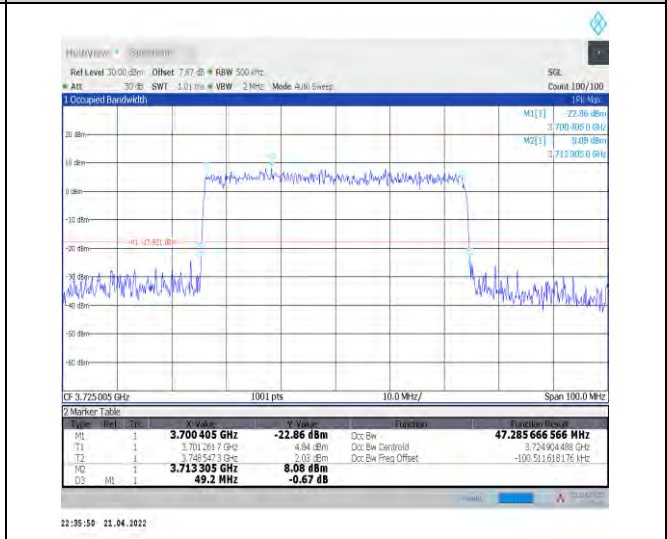 MultiView Spectrum
Ref Level 30.00 dBm Offset 7.87 dB RBW 500 kHz SGL
Att 30 dB SWT 1.01 ms VBW 2 MHz Mode Auto Sweep Count 100/100
1 Occupied Bandwidth 1Pk Max
M1[1] -22.86 dBm
3.700 405 0 GHz
M2[1] 8.08 dBm
3.713 305 0 GHz
20 dBm
10 dBm
0 dBm
-10 dBm
-20 dBm
-30 dBm
-40 dBm
-50 dBm
-60 dBm
CF 3.725 005 GHz 1001 pts 10.0 MHz/ Span 100.0 MHz
2 Marker Table
Type Ref Trc X-Value Y-Value Function Function Result
M1 1 3.700 405 GHz -22.86 dBm Occ Bw 47.285 666 566 MHz
T1 1 3.701 261 7 GHz 4.84 dBm Occ Bw Centroid 3.724 904 488 GHz
T2 1 3.748 547 3 GHz 2.03 dBm Occ Bw Freq Offset -100.511 618 176 kHz
M2 1 3.713 305 GHz 8.08 dBm
D3 M1 1 49.2 MHz -0.67 dB
22:35:50 21.04.2022